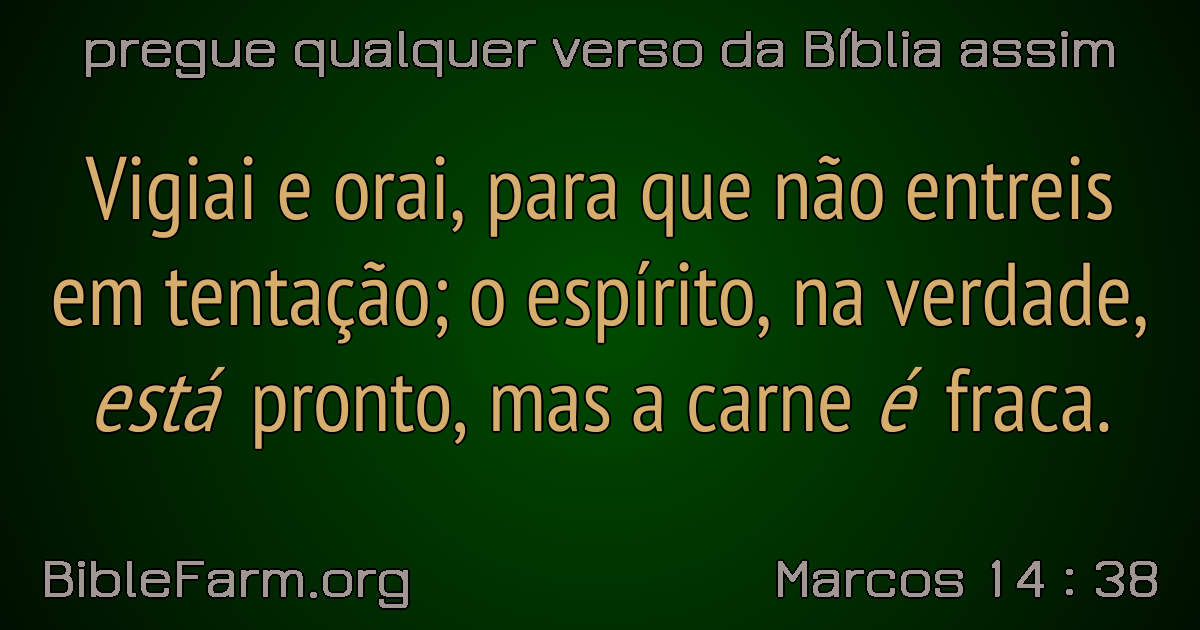 pregue qualquer verso da Bíblia assim
Vigiai e orai, para que não entreis
em tentação; o espírito, na verdade,
está pronto, mas a carne é fraca.
BibleFarm.org
Marcos 14 : 38